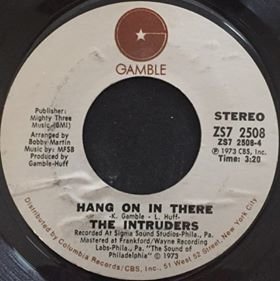 GAMBLE
Publisher:
Mighty Three
Music (BMI)
Arranged by
Bobby Martin
Music by: MFSB
Produced by
Gamble-Huff
STEREO
ZS7 2508
ZS7 2508-4
℗ 1973 CBS, Inc.
Time: 3:20
HANG ON IN THERE
-K. Gamble - L. Huff-
THE INTRUDERS
Recorded At Sigma Sound Studios-Phila., Pa.
Mastered at Frankford/Wayne Recording
Labs-Phila., Pa. "The Sound of
Philadelphia" © 1973
Distributed by Columbia Records/CBS, Inc., 51 West 52 Street, New York City